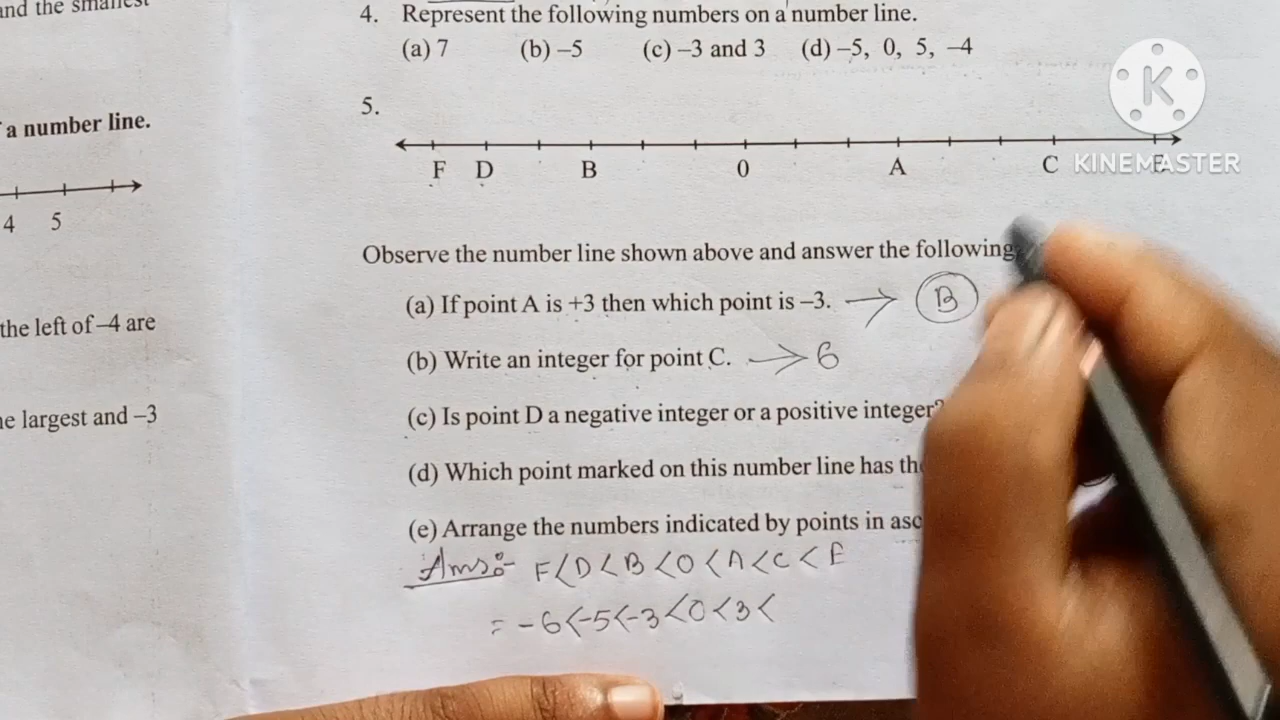 and the smallest
a number line.
4 5
the left of –4 are
the largest and –3
4. Represent the following numbers on a number line.
(a) 7 (b) –5 (c) –3 and 3 (d) –5, 0, 5, –4
5.
F D B 0 A C E
K
KINEMASTER
Observe the number line shown above and answer the following
(a) If point A is +3 then which point is –3. → B
(b) Write an integer for point C. → 6
(c) Is point D a negative integer or a positive integer?
(d) Which point marked on this number line has
(e) Arrange the numbers indicated by points in
Ans:- F<D<B<0<A<C<E
= -6<-5<-3<0<3<